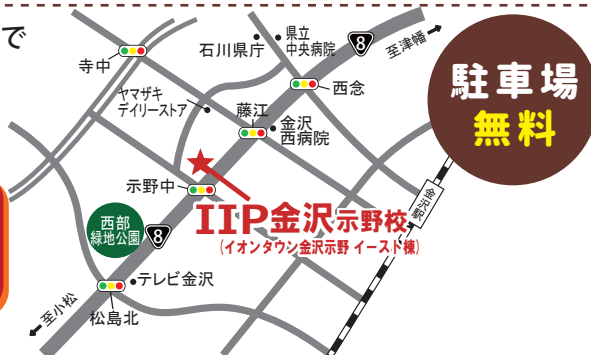 で
石川県庁
県立
中央病院
8
至津幡
寺中
西念
ヤマザキ
デイリーストア
藤江
金沢
西病院
駐車場
無料
示野中
金沢駅
IIP金沢示野校
(イオンタウン金沢示野 イースト棟)
西部
緑地公園
8
テレビ金沢
至小松
松島北